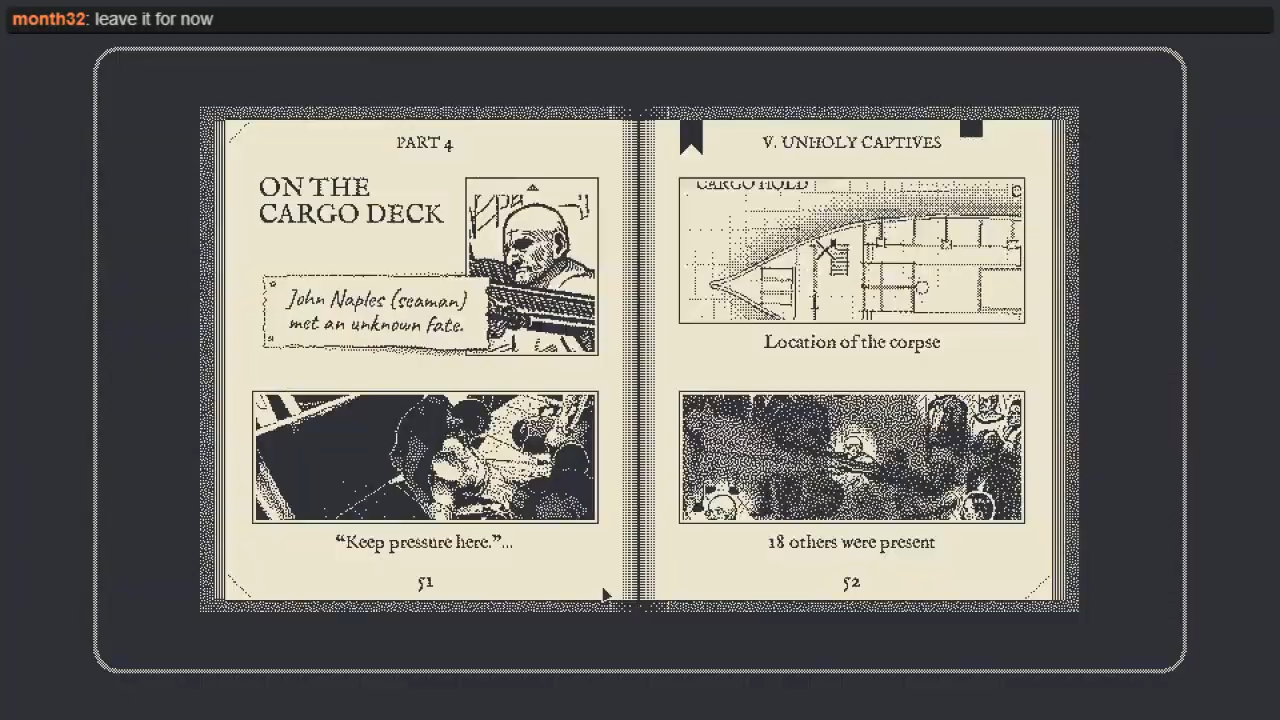 month32: leave it for now
PART 4
ON THE
CARGO DECK
John Naples (seaman)
met an unknown fate.
“Keep pressure here.”...
51
V. UNHOLY CAPTIVES
CARGO HOLD
Location of the corpse
18 others were present
52